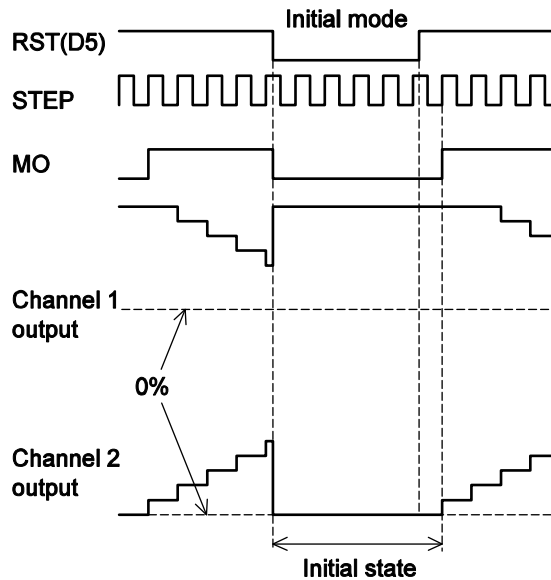 Initial mode
RST(D5)
STEP
MO
Channel 1
output
0%
Channel 2
output
Initial state